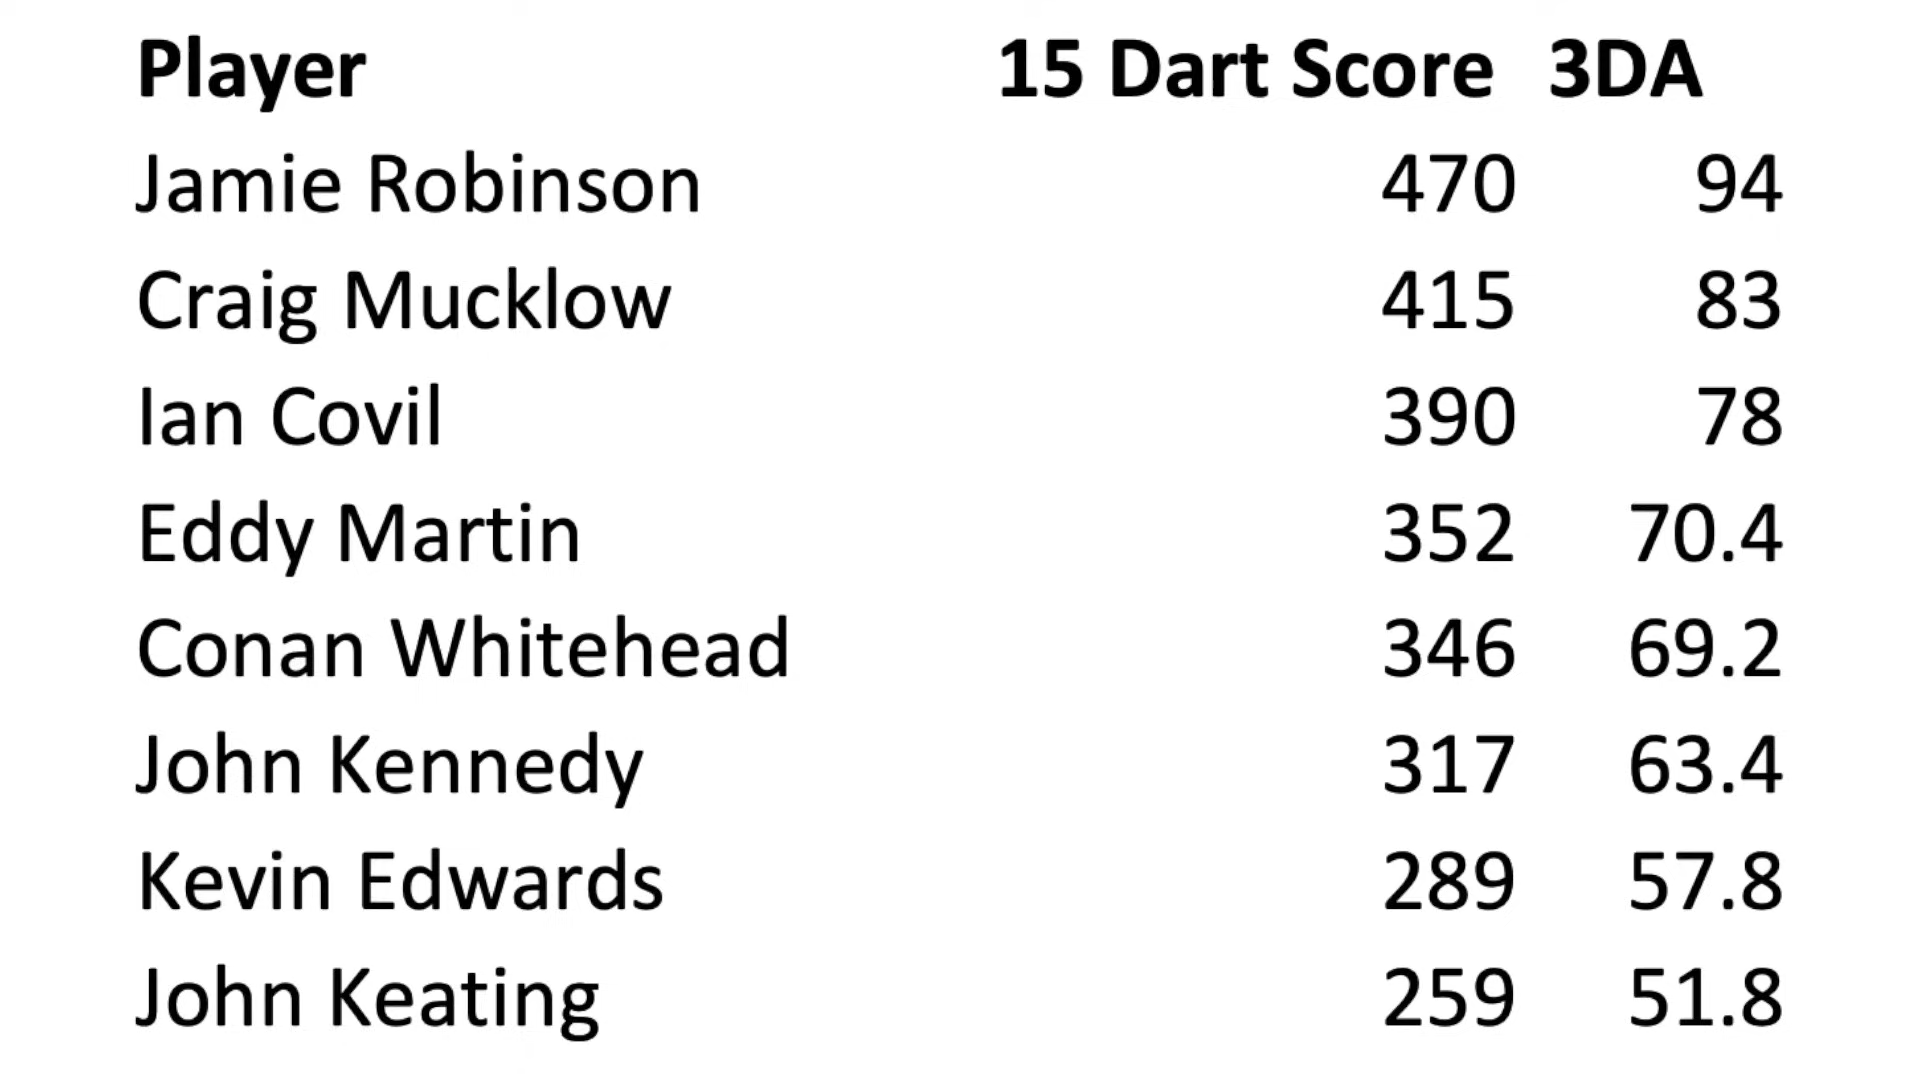 Player 15 Dart Score 3DA
Jamie Robinson 470 94
Craig Mucklow 415 83
Ian Covil 390 78
Eddy Martin 352 70.4
Conan Whitehead 346 69.2
John Kennedy 317 63.4
Kevin Edwards 289 57.8
John Keating 259 51.8